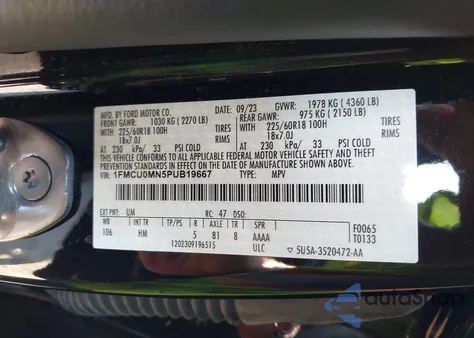 MFD. BY FORD MOTOR CO.
09/23 GVWR: 1978 KG ( 4360 LB)
FRONT GAWR: 1030 KG ( 2270 LB) REAR GAWR: 975 KG ( 2150 LB)
WITH 225/60R18 100H TIRES WITH 225/60R18 100H TIRES
18x7.0J RIMS 18x7.0J RIMS
AT 230 kPa/ 33 PSI COLD AT 230 kPa/ 33 PSI COLD
THIS VEHICLE CONFORMS TO ALL APPLICABLE FEDERAL MOTOR VEHICLE SAFETY AND THEFT
PREVENTION STANDARDS IN EFFECT ON THE DATE OF MANUFACTURE SHOWN ABOVE.
VIN: 1FMCU0MN5PUB19667 TYPE: MPV
EXT PNT: UM RC: 47 DSO:
WB INT TR TP/PS R AXLE TR SPR F0065
106 HM 5 81 8 AAAA T0133
1202309196515 ULC 5U5A-3520472-AA
AutoShop